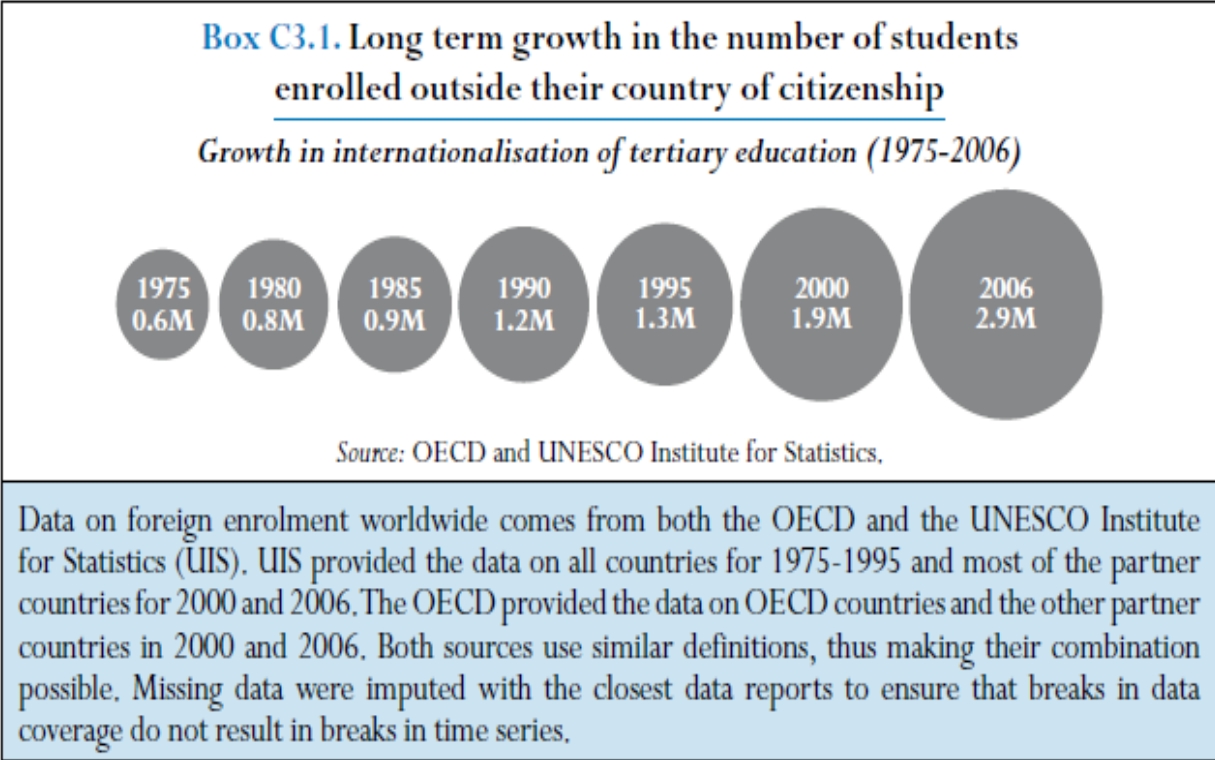 Box C3.1. Long term growth in the number of students
enrolled outside their country of citizenship
Growth in internationalisation of tertiary education (1975-2006)
1975
0.6M
1980
0.8M
1985
0.9M
1990
1.2M
1995
1.3M
2000
1.9M
2006
2.9M
Source: OECD and UNESCO Institute for Statistics.
Data on foreign enrolment worldwide comes from both the OECD and the UNESCO Institute
for Statistics (UIS). UIS provided the data on all countries for 1975-1995 and most of the partner
countries for 2000 and 2006. The OECD provided the data on OECD countries and the other partner
countries in 2000 and 2006. Both sources use similar definitions, thus making their combination
possible. Missing data were imputed with the closest data reports to ensure that breaks in data
coverage do not result in breaks in time series.